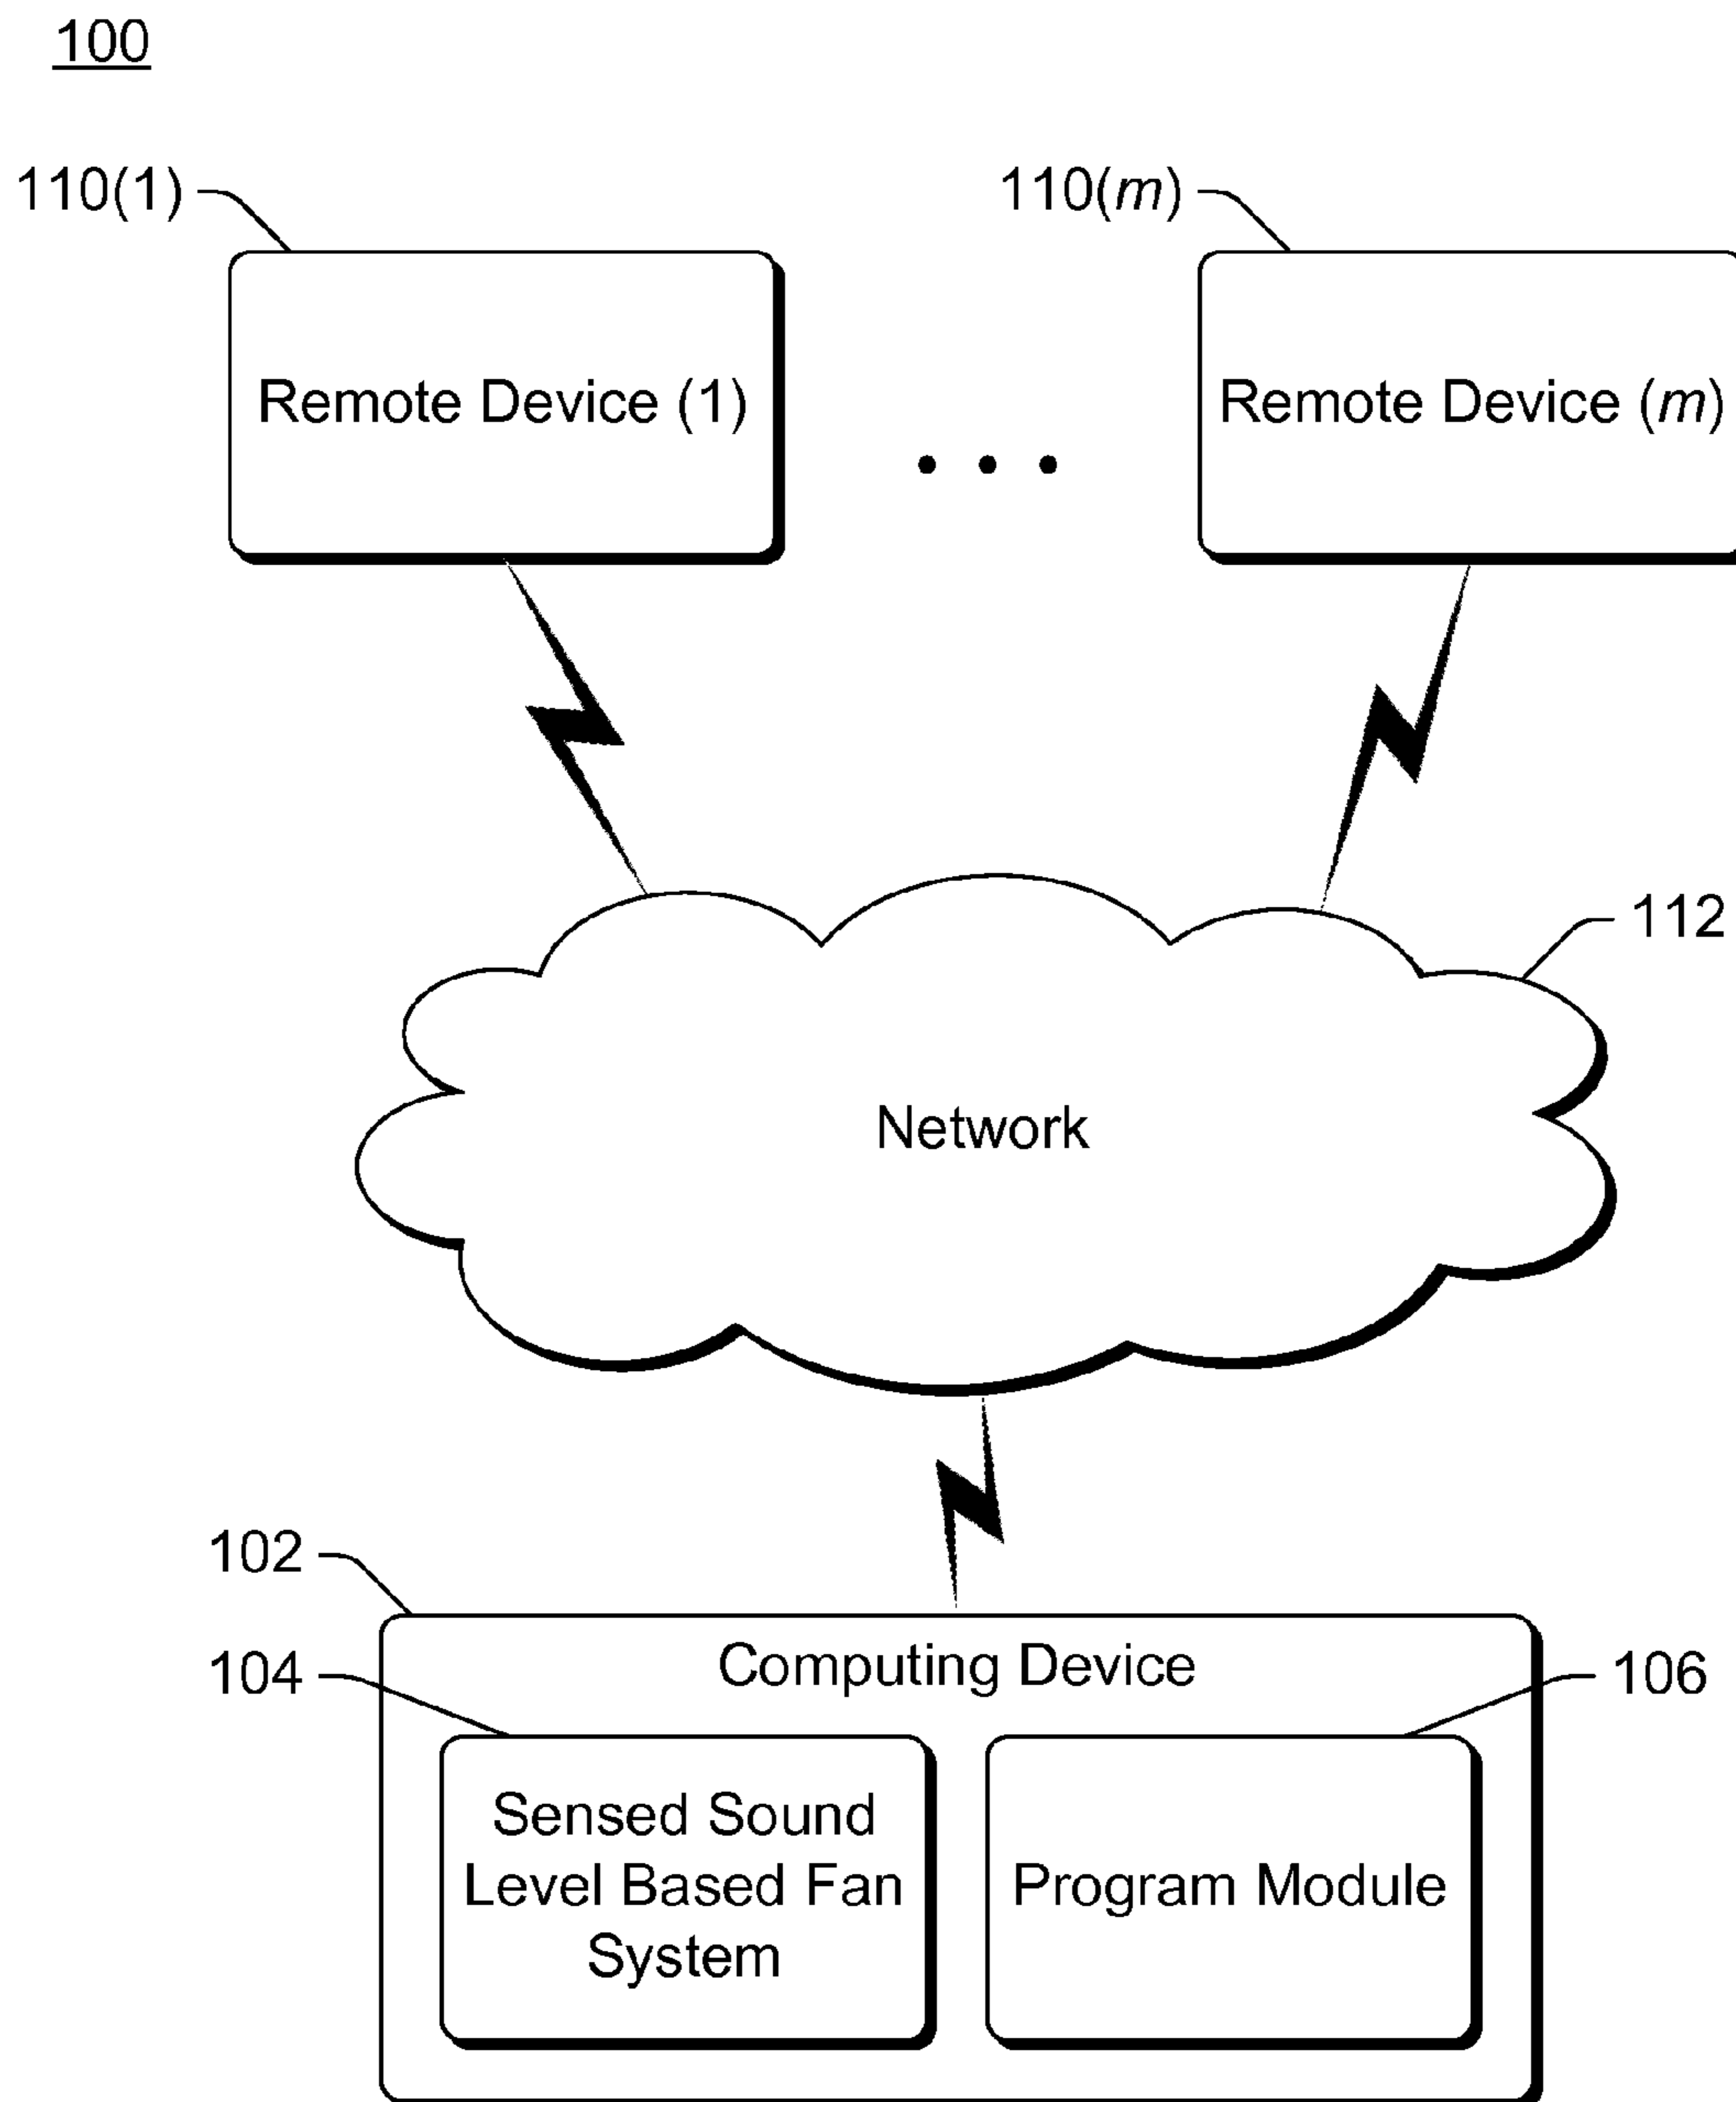 100
110(1)
110(m)
Remote Device (1)
Remote Device (m)
. . .
112
Network
102
Computing Device
104
106
Sensed Sound
Level Based Fan
System
Program Module